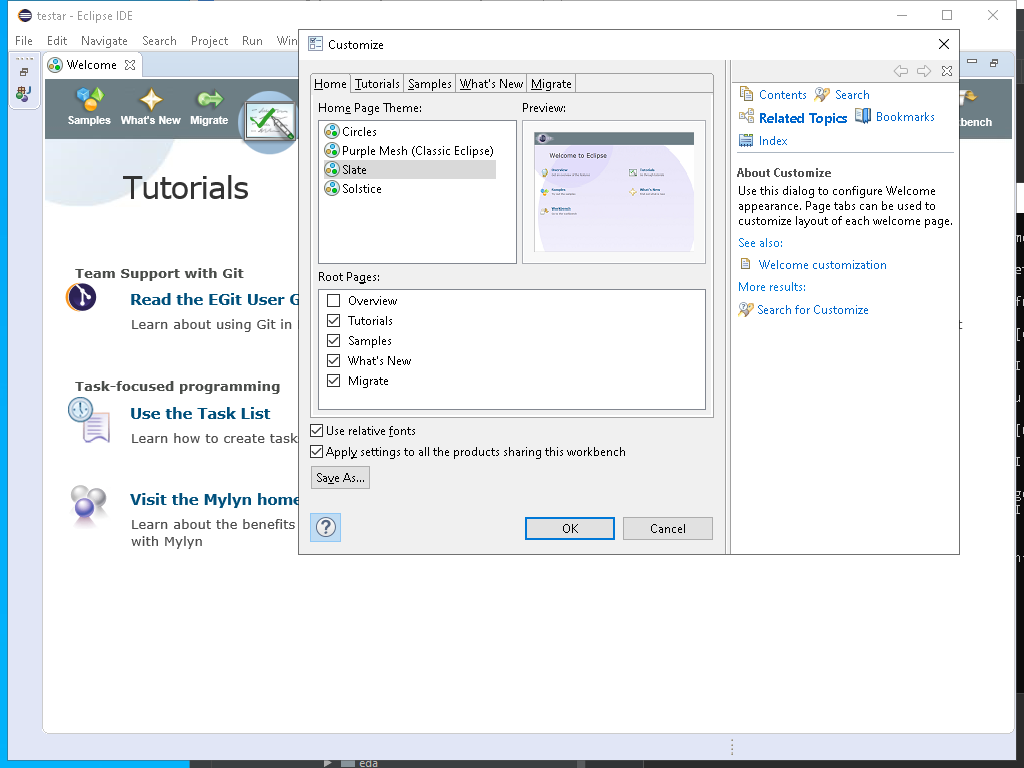 testar - Eclipse IDE
File Edit Navigate Search Project Run
Welcome
Samples What's New Migrate
Tutorials
Team Support with Git
Read the EGit User
Learn about using Git in
Task-focused programming
Use the Task List
Learn how to create task
Visit the Mylyn home
Learn about the benefits
with Mylyn
Customize
Home Tutorials Samples What's New Migrate
Home Page Theme: Preview:
Circles
Purple Mesh (Classic Eclipse)
Slate
Solstice
Welcome to Eclipse
Overview
Tutorials
Samples
What's New
Workbench
Root Pages:
Overview
Tutorials
Samples
What's New
Migrate
Use relative fonts
Apply settings to all the products sharing this workbench
Save As...
OK Cancel
Contents Search
Related Topics Bookmarks
Index
About Customize
Use this dialog to configure Welcome
appearance. Page tabs can be used to
customize layout of each welcome page.
See also:
Welcome customization
More results:
Search for Customize
eda